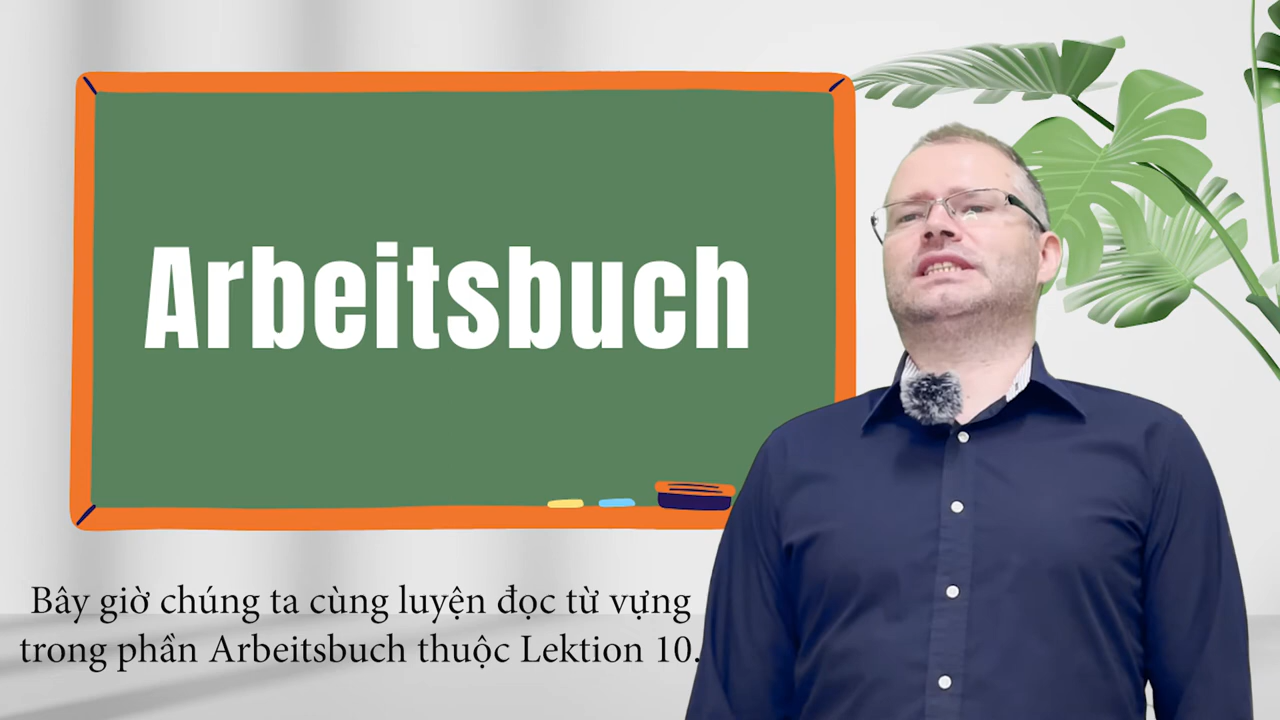 Arbeitsbuch
Bây giờ chúng ta cùng luyện đọc từ vựng
trong phần Arbeitsbuch thuộc Lektion 10.